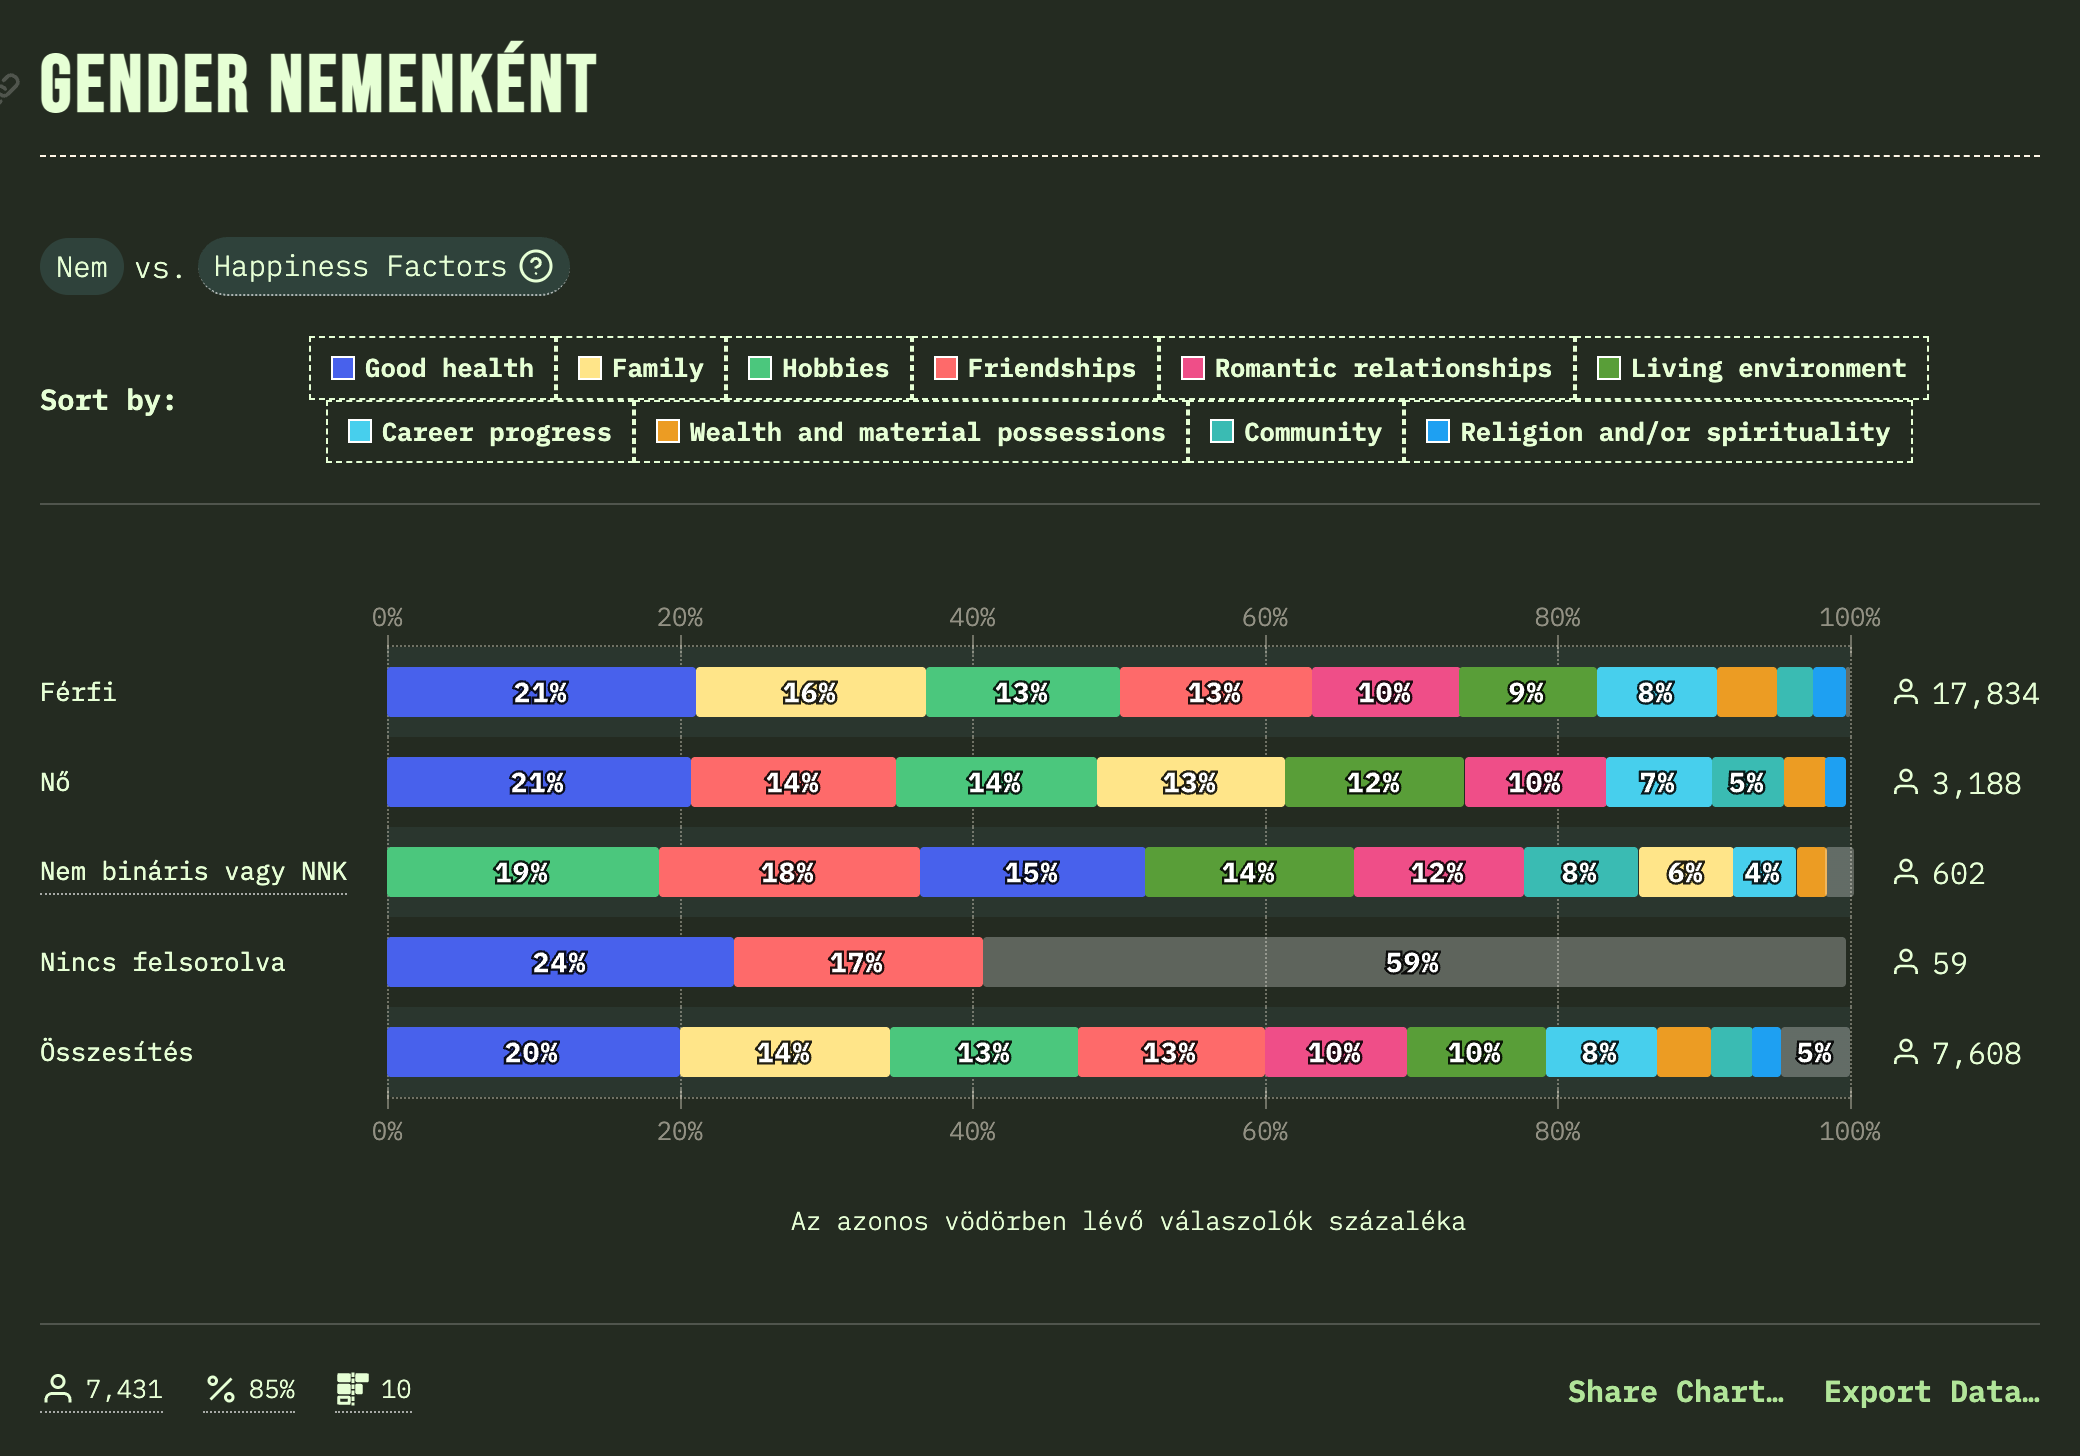 GENDER NEMENKÉNT
Nem vs. Happiness Factors ?
Sort by:
Good health Family Hobbies Friendships Romantic relationships Living environment
Career progress Wealth and material possessions Community Religion and/or spirituality
0% 20% 40% 60% 80% 100%
Férfi 21% 16% 13% 13% 10% 9% 8% 17,834
Nő 21% 14% 14% 13% 12% 10% 7% 5% 3,188
Nem bináris vagy NNK 19% 18% 15% 14% 12% 8% 6% 4% 602
Nincs felsorolva 24% 17% 59% 59
Összesítés 20% 14% 13% 13% 10% 10% 8% 5% 7,608
0% 20% 40% 60% 80% 100%
Az azonos vödörben lévő válaszolók százaléka
7,431 85% 10 Share Chart… Export Data…